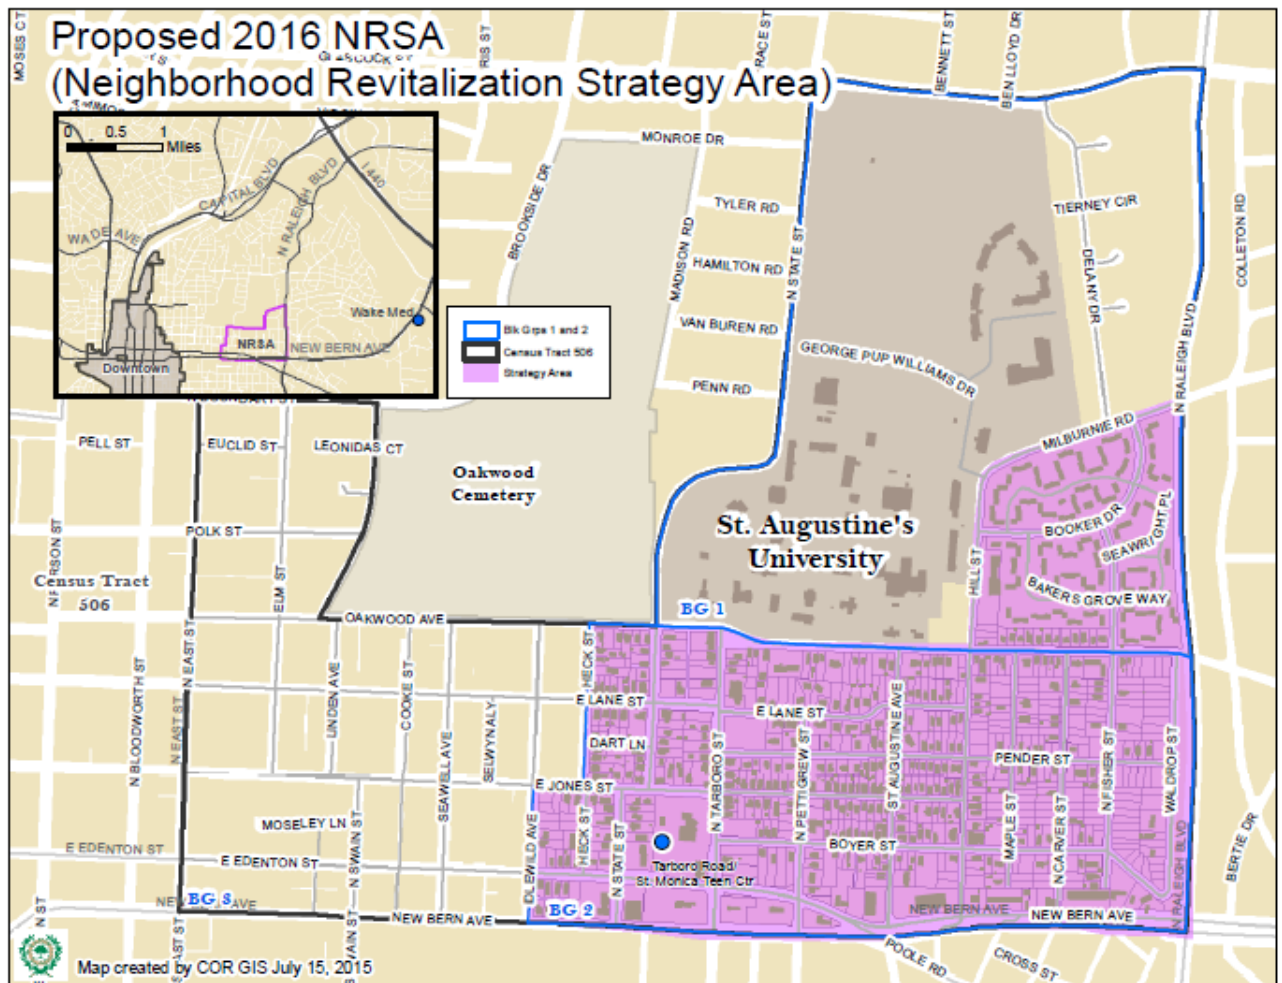 MOSES CT
Proposed 2016 NRSA
(Neighborhood Revitalization Strategy Area)
GLASCOCK ST
RACE ST
BENNETT ST
BEN LLOYD DR
0 0.5 1
Miles
CAPITAL BLVD
I 440
N RALEIGH BLVD
WADE AVE
Wake Med
NRSA
NEW BERN AVE
Downtown
Blk Grps 1 and 2
Census Tract 506
Strategy Area
MONROE DR
BROOKSIDE DR
TYLER RD
MADISON RD
HAMILTON RD
N STATE ST
VAN BUREN RD
PENN RD
GEORGE PUP WILLIAMS DR
TIERNEY CIR
DELANY DR
COLLETON RD
N RALEIGH BLVD
MILBURNIE RD
PELL ST
EUCLID ST
LEONIDAS CT
Oakwood
Cemetery
St. Augustine's
University
BOOKER DR
SEAWRIGHT PL
BAKERS GROVE WAY
HILL ST
POLK ST
Census Tract
506
ELM ST
OAKWOOD AVE
BG 1
N EAST ST
N BLOODWORTH ST
N EAST ST
LINDEN AVE
COOKE ST
SEAWELL AVE
SELWYN ALY
HECK ST
E LANE ST
E LANE ST
DART LN
E JONES ST
N TARBORO ST
N PETTIGREW ST
ST AUGUSTINE AVE
PENDER ST
N FISHER ST
WALDROP ST
MOSELEY LN
E EDENTON ST
E EDENTON ST
N SWAIN ST
IDLEWILD AVE
HECK ST
N STATE ST
BOYER ST
MAPLE ST
N CARVER ST
BERTIE DR
Tarboro Road/
St. Monica Teen Ctr
N RALEIGH BLVD
BG 2
NEW BERN AVE
NEW BERN AVE
NEW BERN AVE
POOLE RD
CROSS ST
Map created by COR GIS July 15, 2015